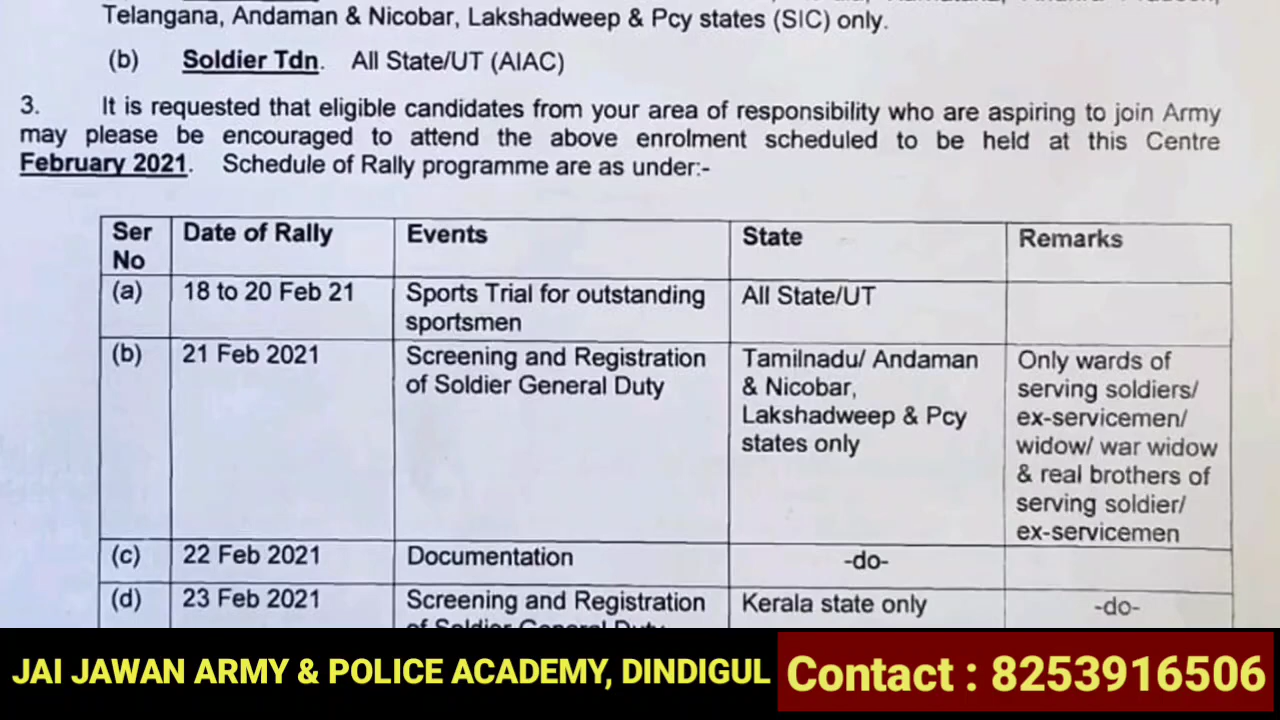 Telangana, Andaman & Nicobar, Lakshadweep & Pcy states (SIC) only.
(b) Soldier Tdn. All State/UT (AIAC)
3. It is requested that eligible candidates from your area of responsibility who are aspiring to join Army
may please be encouraged to attend the above enrolment scheduled to be held at this Centre
February 2021. Schedule of Rally programme are as under:-
Ser No Date of Rally Events State Remarks
(a) 18 to 20 Feb 21 Sports Trial for outstanding All State/UT
sportsmen
(b) 21 Feb 2021 Screening and Registration Tamilnadu/ Andaman Only wards of
of Soldier General Duty & Nicobar, serving soldiers/
Lakshadweep & Pcy ex-servicemen/
states only widow/ war widow
& real brothers of
serving soldier/
ex-servicemen
(c) 22 Feb 2021 Documentation -do-
(d) 23 Feb 2021 Screening and Registration Kerala state only -do-
of Soldier General Duty
JAI JAWAN ARMY & POLICE ACADEMY, DINDIGUL Contact : 8253916506